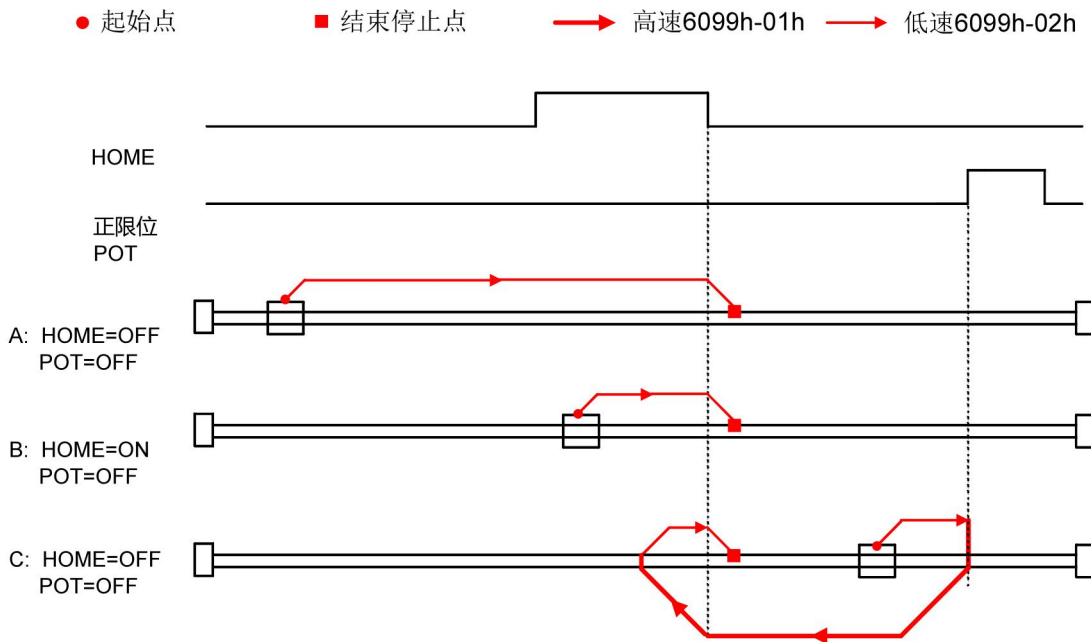 起始点
结束停止点
高速6099h-01h
低速6099h-02h
HOME
正限位
POT
A: HOME=OFF
POT=OFF
B: HOME=ON
POT=OFF
C: HOME=OFF
POT=OFF